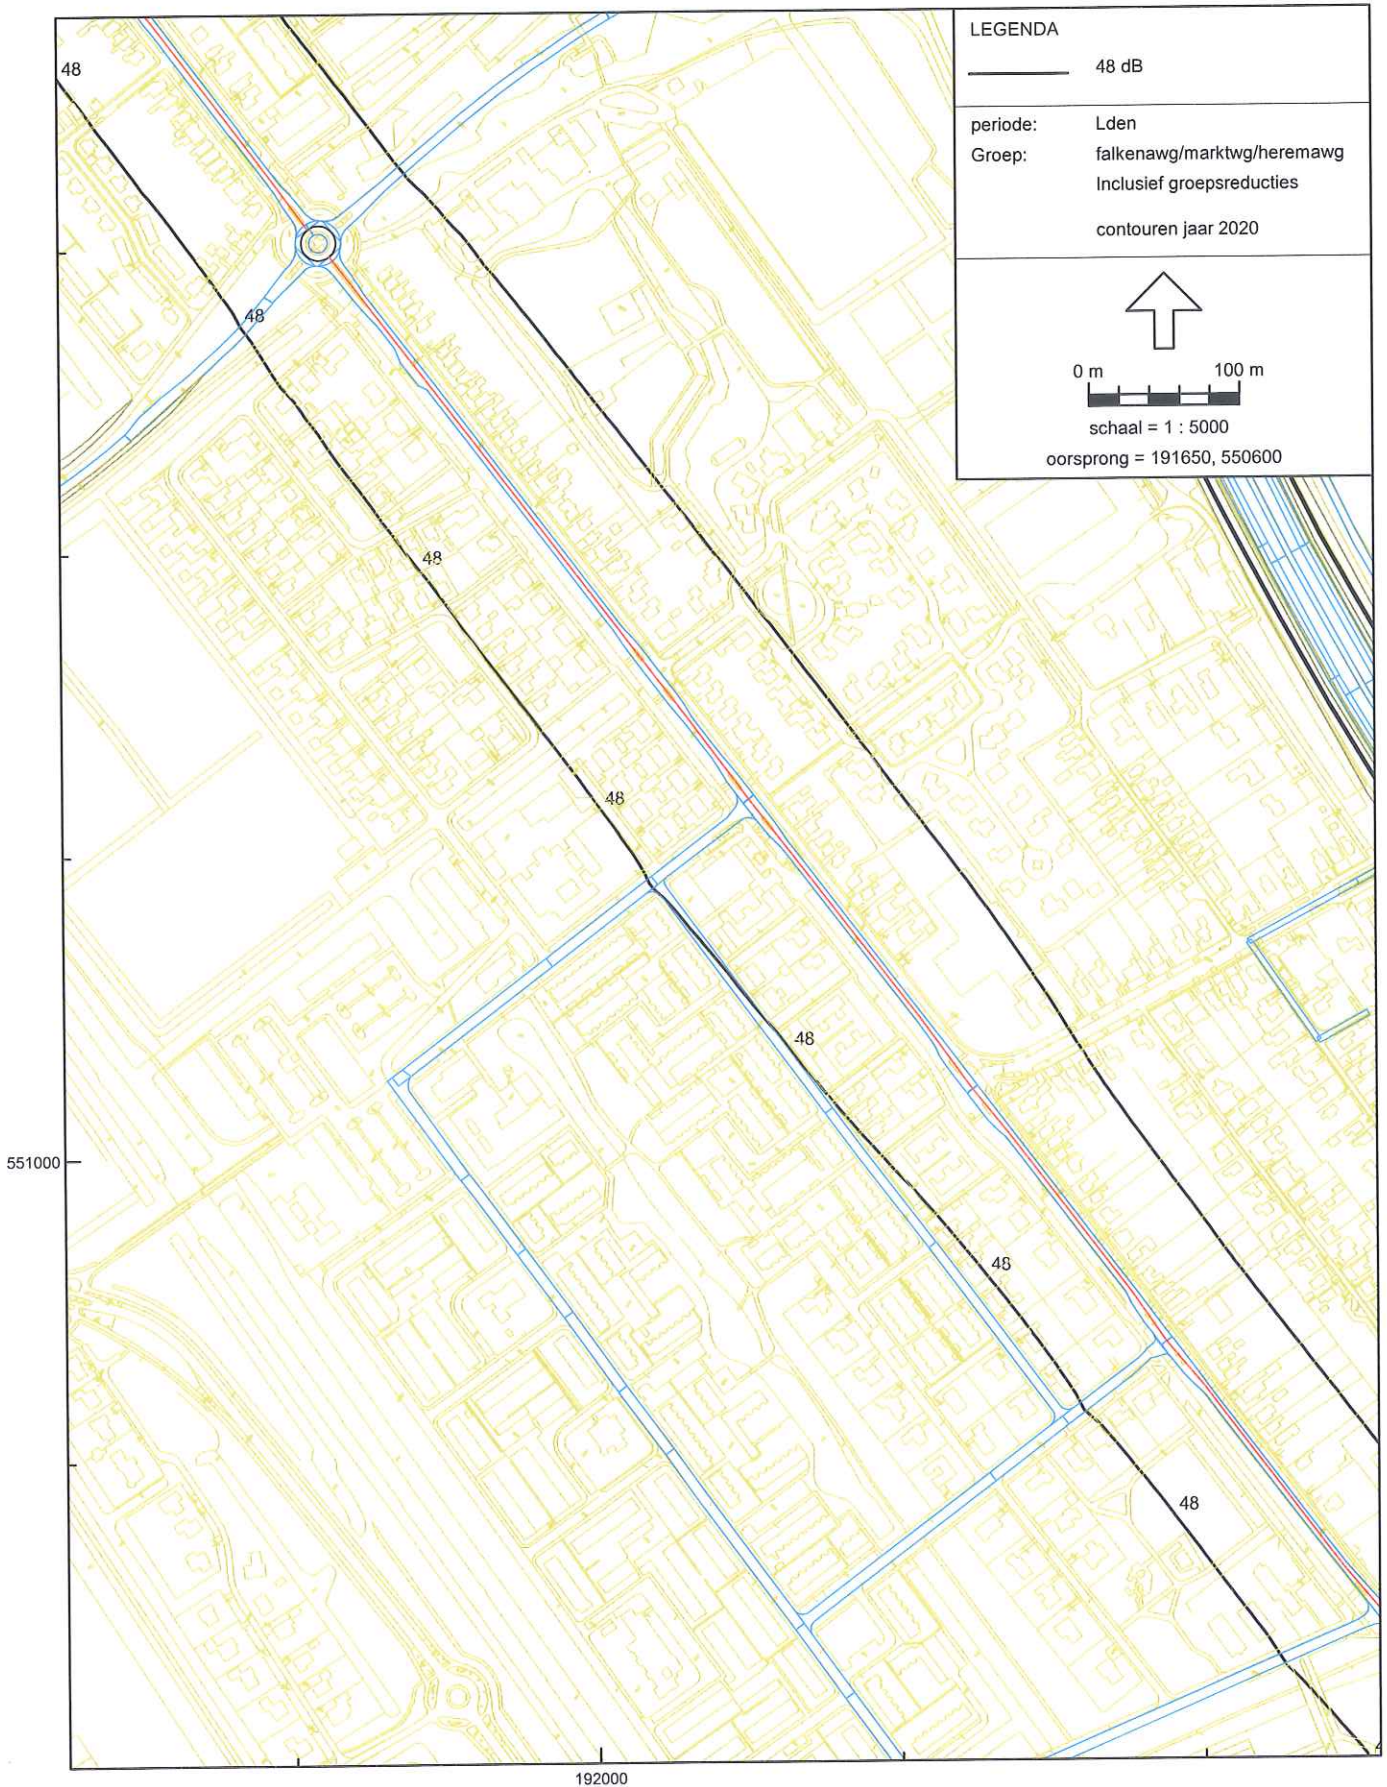 LEGENDA
48 dB
periode: Lden
Groep: falkenawg/marktwg/heremawg
Inclusief groepsreducties
contouren jaar 2020
0 m 100 m
schaal = 1 : 5000
oorsprong = 191650, 550600
48
48
48
48
48
48
48
551000
192000